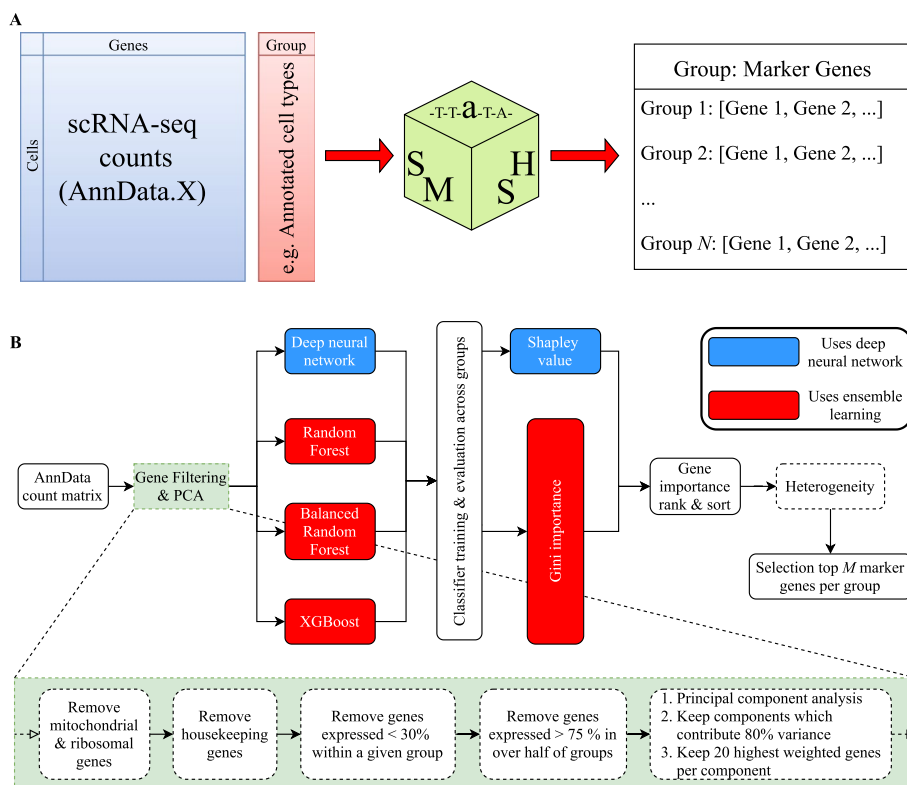 A
Genes
Group
Cells
scRNA-seq
counts
(AnnData.X)
e.g. Annotated cell types
-T-T-a-T-A-
S
M
H
S
Group: Marker Genes
Group 1: [Gene 1, Gene 2, ...]
Group 2: [Gene 1, Gene 2, ...]
...
Group N: [Gene 1, Gene 2, ...]
B
Deep neural
network
Shapley
value
Uses deep
neural network
Uses ensemble
learning
Random
Forest
AnnData
count matrix
Gene Filtering
& PCA
Balanced
Random
Forest
XGBoost
Classifier training & evaluation across groups
Gini importance
Gene
importance
rank & sort
Heterogeneity
Selection top M marker
genes per group
Remove
mitochondrial
& ribosomal
genes
Remove
housekeeping
genes
Remove genes
expressed < 30%
within a given group
Remove genes
expressed > 75 % in
over half of groups
1. Principal component analysis
2. Keep components which
contribute 80% variance
3. Keep 20 highest weighted genes
per component